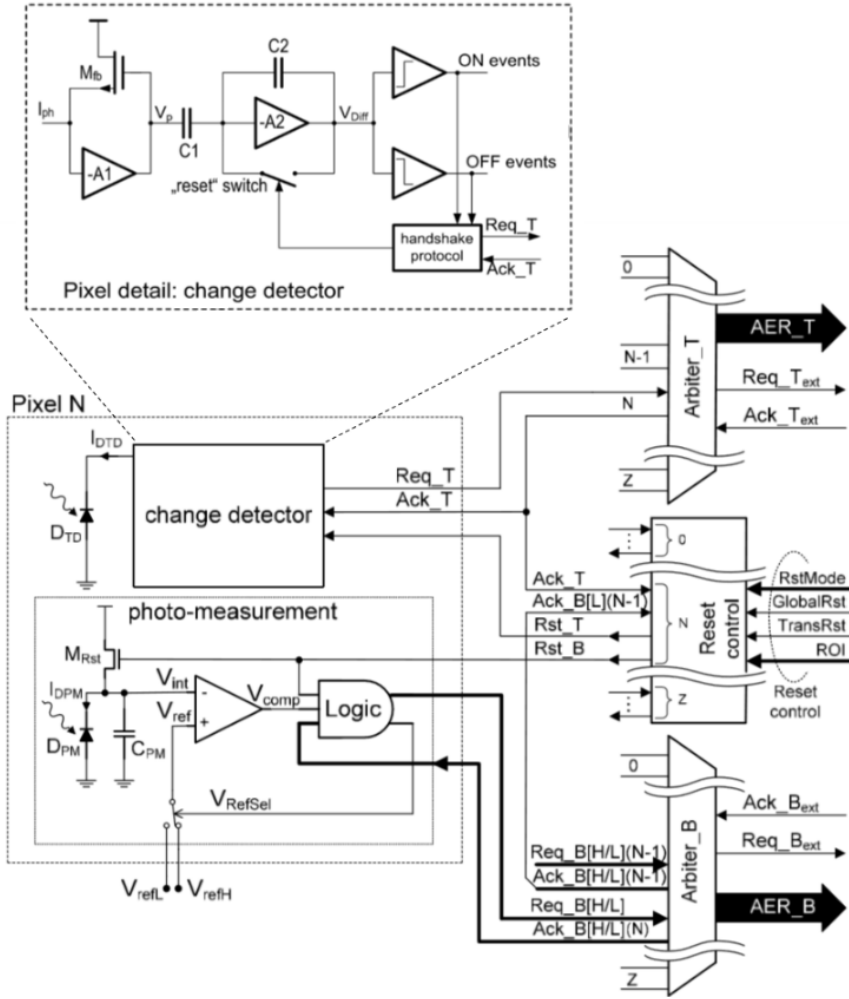 C2
ON events
Mfb
Iph
Vp
-A2
VDiff
C1
-A1
OFF events
„reset“ switch
Req_T
handshake
protocol
Ack_T
Pixel detail: change detector
0
AER_T
N-1
Arbiter_T
Req_Text
N
Ack_Text
Z
Pixel N
IDTD
Req_T
Ack_T
change detector
DTD
0
Ack_T
RstMode
Ack_B[L](N-1)
GlobalRst
Rst_T
N
Reset
control
TransRst
Rst_B
ROI
Z
Reset
control
photo-measurement
MRst
Vint
IDPM
-
Vcomp
Logic
Vref
+
DPM
CPM
VRefSel
VrefL
VrefH
0
Ack_Bext
Arbiter_B
Req_Bext
Req_B[H/L](N-1)
Ack_B[H/L](N-1)
Req_B[H/L]
AER_B
Ack_B[H/L](N)
Z